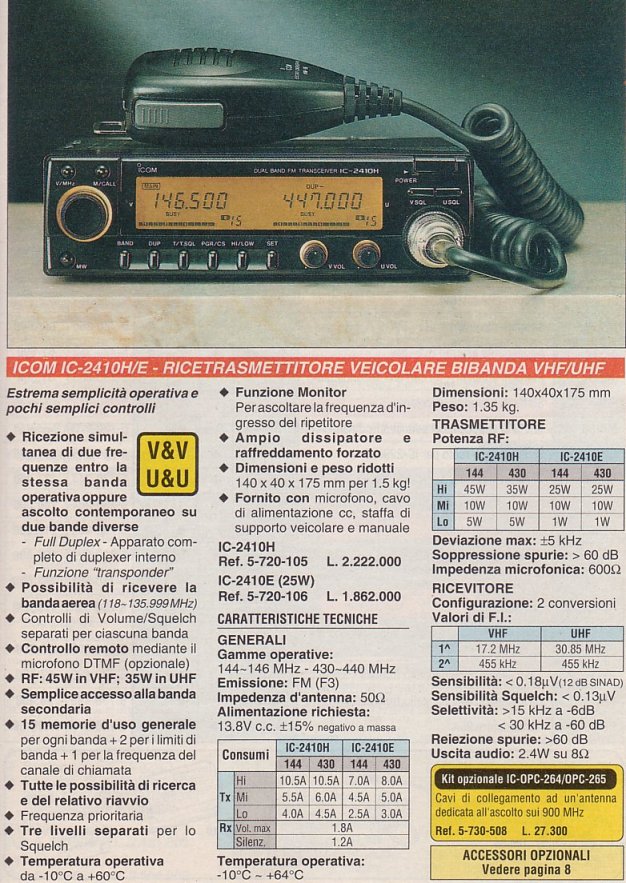 ICOM
DUAL BAND FM TRANSCEIVER IC-2410H
V/MHz M/CALL
POWER
MAIN
DUP -
146.500 447.000
BUSY BUSY
15 15
V U
V SQL U SQL
BAND DUP T/T.SQL PGR/CS HI/LOW SET
MW
V VOL U VOL
ICOM IC-2410H/E - RICETRASMETTITORE VEICOLARE BIBANDA VHF/UHF
Estrema semplicità operativa e
pochi semplici controlli
◆ Ricezione simul-
tanea di due fre-
quenze entro la
stessa banda
operativa oppure
ascolto contemporaneo su
due bande diverse
V&V
U&U
- Full Duplex - Apparato com-
pleto di duplexer interno
- Funzione "transponder"
◆ Possibilità di ricevere la
banda aerea (118~135.999 MHz)
◆ Controlli di Volume/Squelch
separati per ciascuna banda
◆ Controllo remoto mediante il
microfono DTMF (opzionale)
◆ RF: 45W in VHF; 35W in UHF
◆ Semplice accesso alla banda
secondaria
◆ 15 memorie d'uso generale
per ogni banda + 2 per i limiti di
banda + 1 per la frequenza del
canale di chiamata
◆ Tutte le possibilità di ricerca
e del relativo riavvio
◆ Frequenza prioritaria
◆ Tre livelli separati per lo
Squelch
◆ Temperatura operativa
da -10°C a +60°C
◆ Funzione Monitor
Per ascoltare la frequenza d'in-
gresso del ripetitore
◆ Ampio dissipatore e
raffreddamento forzato
◆ Dimensioni e peso ridotti
140 x 40 x 175 mm per 1.5 kg!
◆ Fornito con microfono, cavo
di alimentazione cc, staffa di
supporto veicolare e manuale
IC-2410H
Ref. 5-720-105 L. 2.222.000
IC-2410E (25W)
Ref. 5-720-106 L. 1.862.000
CARATTERISTICHE TECNICHE
GENERALI
Gamme operative:
144~146 MHz - 430~440 MHz
Emissione: FM (F3)
Impedenza d'antenna: 50Ω
Alimentazione richiesta:
13.8V c.c. ±15% negativo a massa
Consumi IC-2410H IC-2410E
144 430 144 430
Tx Hi 10.5A 10.5A 7.0A 8.0A
Mi 5.5A 6.0A 4.5A 5.0A
Lo 4.0A 4.5A 2.5A 3.0A
Rx Vol. max 1.8A
Silenz. 1.2A
Temperatura operativa:
-10°C ~ +64°C
Dimensioni: 140x40x175 mm
Peso: 1.35 kg.
TRASMETTITORE
Potenza RF:
IC-2410H IC-2410E
144 430 144 430
Hi 45W 35W 25W 25W
Mi 10W 10W 10W 10W
Lo 5W 5W 1W 1W
Deviazione max: ±5 kHz
Soppressione spurie: > 60 dB
Impedenza microfonica: 600Ω
RICEVITORE
Configurazione: 2 conversioni
Valori di F.I.:
VHF UHF
1^ 17.2 MHz 30.85 MHz
2^ 455 kHz 455 kHz
Sensibilità: < 0.18µV (12 dB SINAD)
Sensibilità Squelch: < 0.13µV
Selettività: >15 kHz a -6dB
< 30 kHz a -60 dB
Reiezione spurie: >60 dB
Uscita audio: 2.4W su 8Ω
Kit opzionale IC-OPC-264/OPC-265
Cavi di collegamento ad un'antenna
dedicata all'ascolto sui 900 MHz
Ref. 5-730-508 L. 27.300
ACCESSORI OPZIONALI
Vedere pagina 8